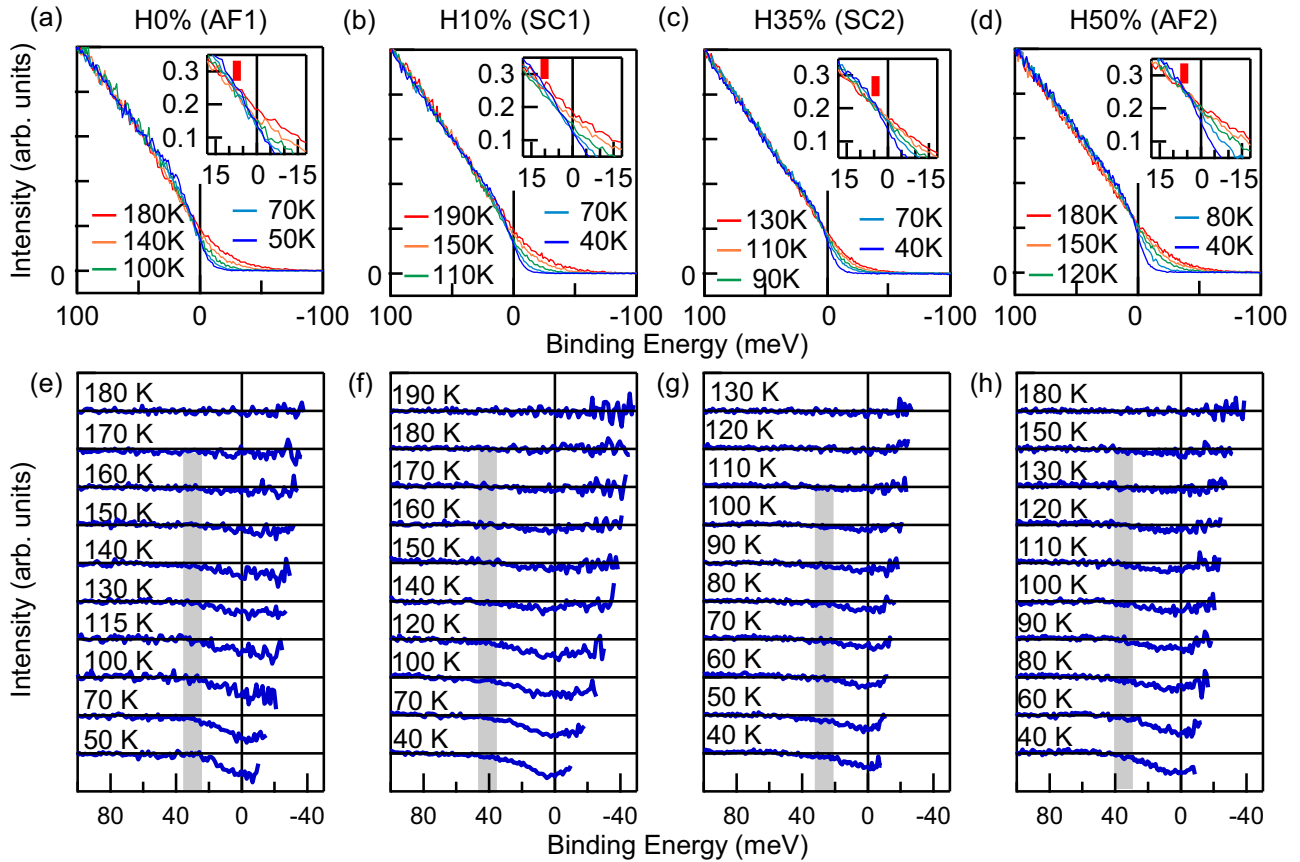 (a) H0% (AF1)
(b) H10% (SC1)
(c) H35% (SC2)
(d) H50% (AF2)
Intensity (arb. units)
0
0.3
0.2
0.1
15 0 -15
180K
140K
100K
70K
50K
100 0 -100
0
0.3
0.2
0.1
15 0 -15
190K
150K
110K
70K
40K
100 0 -100
0
0.3
0.2
0.1
15 0 -15
130K
110K
90K
70K
40K
100 0 -100
0
0.3
0.2
0.1
15 0 -15
180K
150K
120K
80K
40K
100 0 -100
Binding Energy (meV)
(e)
Intensity (arb. units)
180 K
170 K
160 K
150 K
140 K
130 K
115 K
100 K
70 K
50 K
80 40 0 -40
(f)
190 K
180 K
170 K
160 K
150 K
140 K
120 K
100 K
70 K
40 K
80 40 0 -40
(g)
130 K
120 K
110 K
100 K
90 K
80 K
70 K
60 K
50 K
40 K
80 40 0 -40
(h)
180 K
150 K
130 K
120 K
110 K
100 K
90 K
80 K
60 K
40 K
80 40 0 -40
Binding Energy (meV)